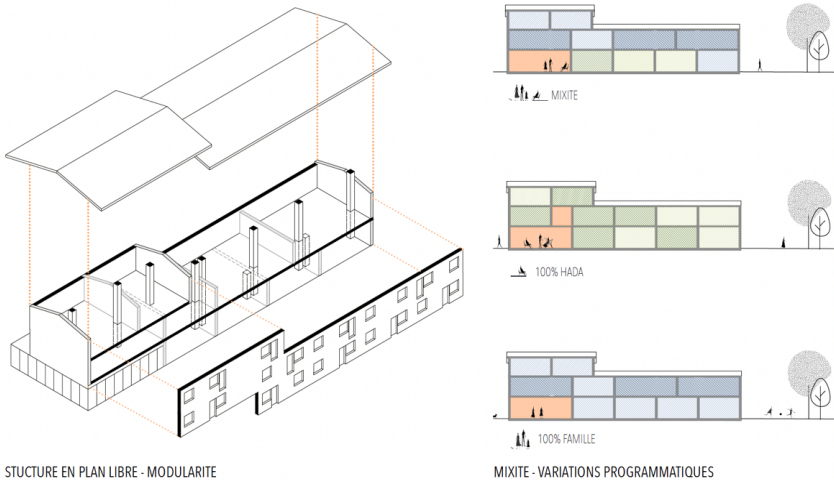 MIXITE
100% HADA
100% FAMILLE
STUCTURE EN PLAN LIBRE - MODULARITE
MIXITE - VARIATIONS PROGRAMMATIQUES